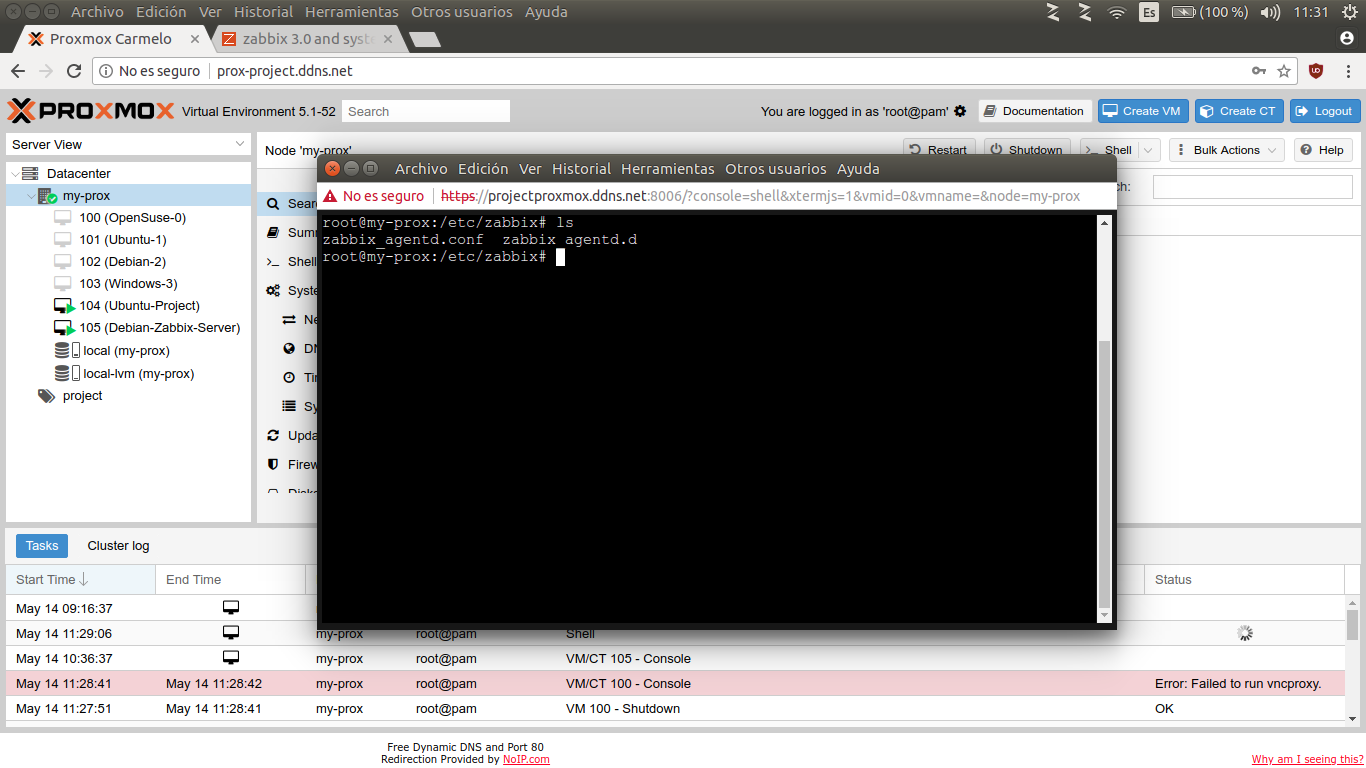 Archivo Edición Ver Historial Herramientas Otros usuarios Ayuda Es (100 %) 11:31
Proxmox Carmelo × zabbix 3.0 and syst ×
No es seguro prox-project.ddns.net
PROXMOX Virtual Environment 5.1-52 Search You are logged in as 'root@pam' Documentation Create VM Create CT Logout
Server View
Node 'my-prox' Restart Shutdown Shell Bulk Actions Help
Datacenter
my-prox
100 (OpenSuse-0)
101 (Ubuntu-1)
102 (Debian-2)
103 (Windows-3)
104 (Ubuntu-Project)
105 (Debian-Zabbix-Server)
local (my-prox)
local-lvm (my-prox)
project
Shell
Upda
Firew
Archivo Edición Ver Historial Herramientas Otros usuarios Ayuda
No es seguro https://projectproxmox.ddns.net:8006/?console=shell&xtermjs=1&vmid=0&vmname=&node=my-prox
root@my-prox:/etc/zabbix# ls
zabbix_agentd.conf zabbix_agentd.d
root@my-prox:/etc/zabbix#
Tasks Cluster log
Start Time End Time Status
May 14 09:16:37
May 14 11:29:06 my-prox root@pam Shell
May 14 10:36:37 my-prox root@pam VM/CT 105 - Console
May 14 11:28:41 May 14 11:28:42 my-prox root@pam VM/CT 100 - Console Error: Failed to run vncproxy.
May 14 11:27:51 May 14 11:28:41 my-prox root@pam VM 100 - Shutdown OK
Free Dynamic DNS and Port 80
Redirection Provided by NoIP.com
Why am I seeing this?